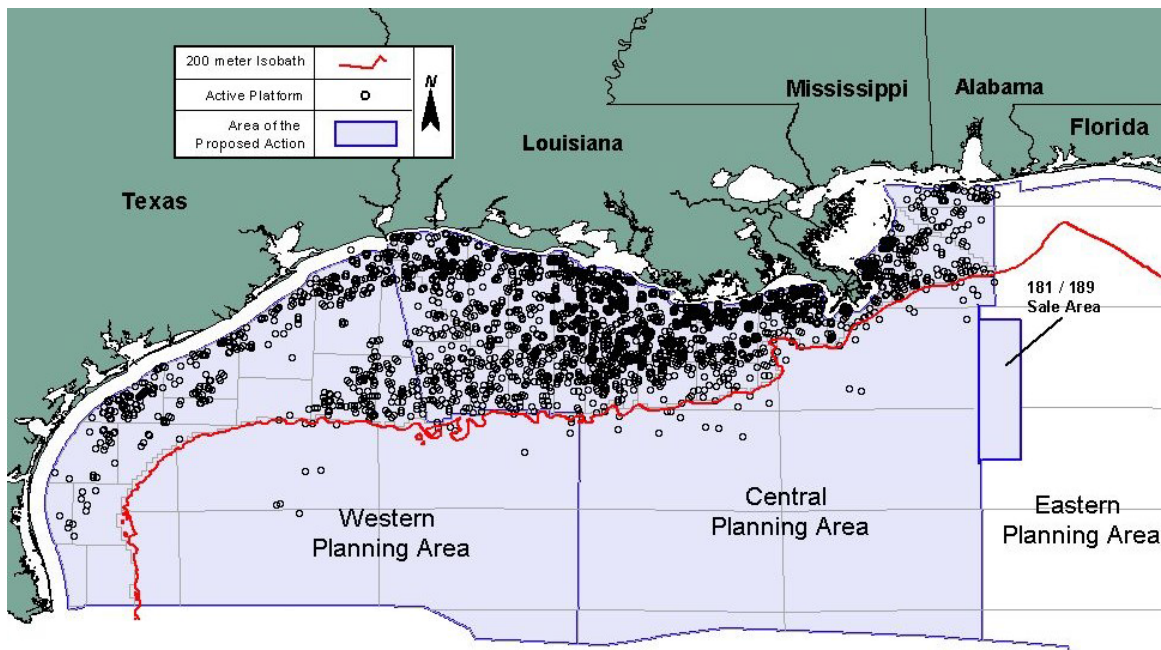 200 meter Isobath
Active Platform
Area of the
Proposed Action
N
Mississippi
Alabama
Florida
Louisiana
Texas
181 / 189
Sale Area
Western
Planning Area
Central
Planning Area
Eastern
Planning Area